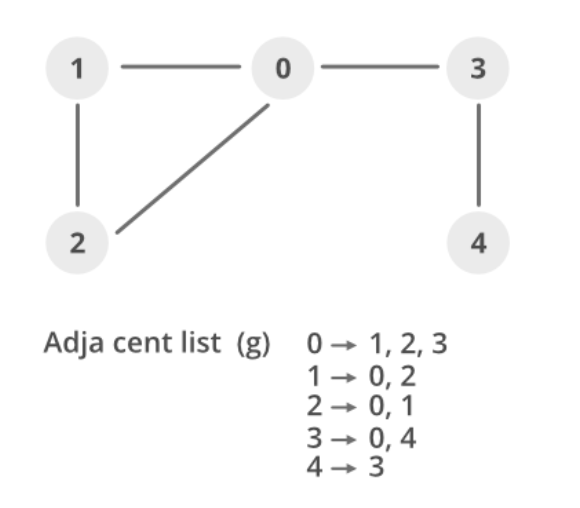 1 0 3
2 4
Adja cent list (g) 0 → 1, 2, 3
1 → 0, 2
2 → 0, 1
3 → 0, 4
4 → 3